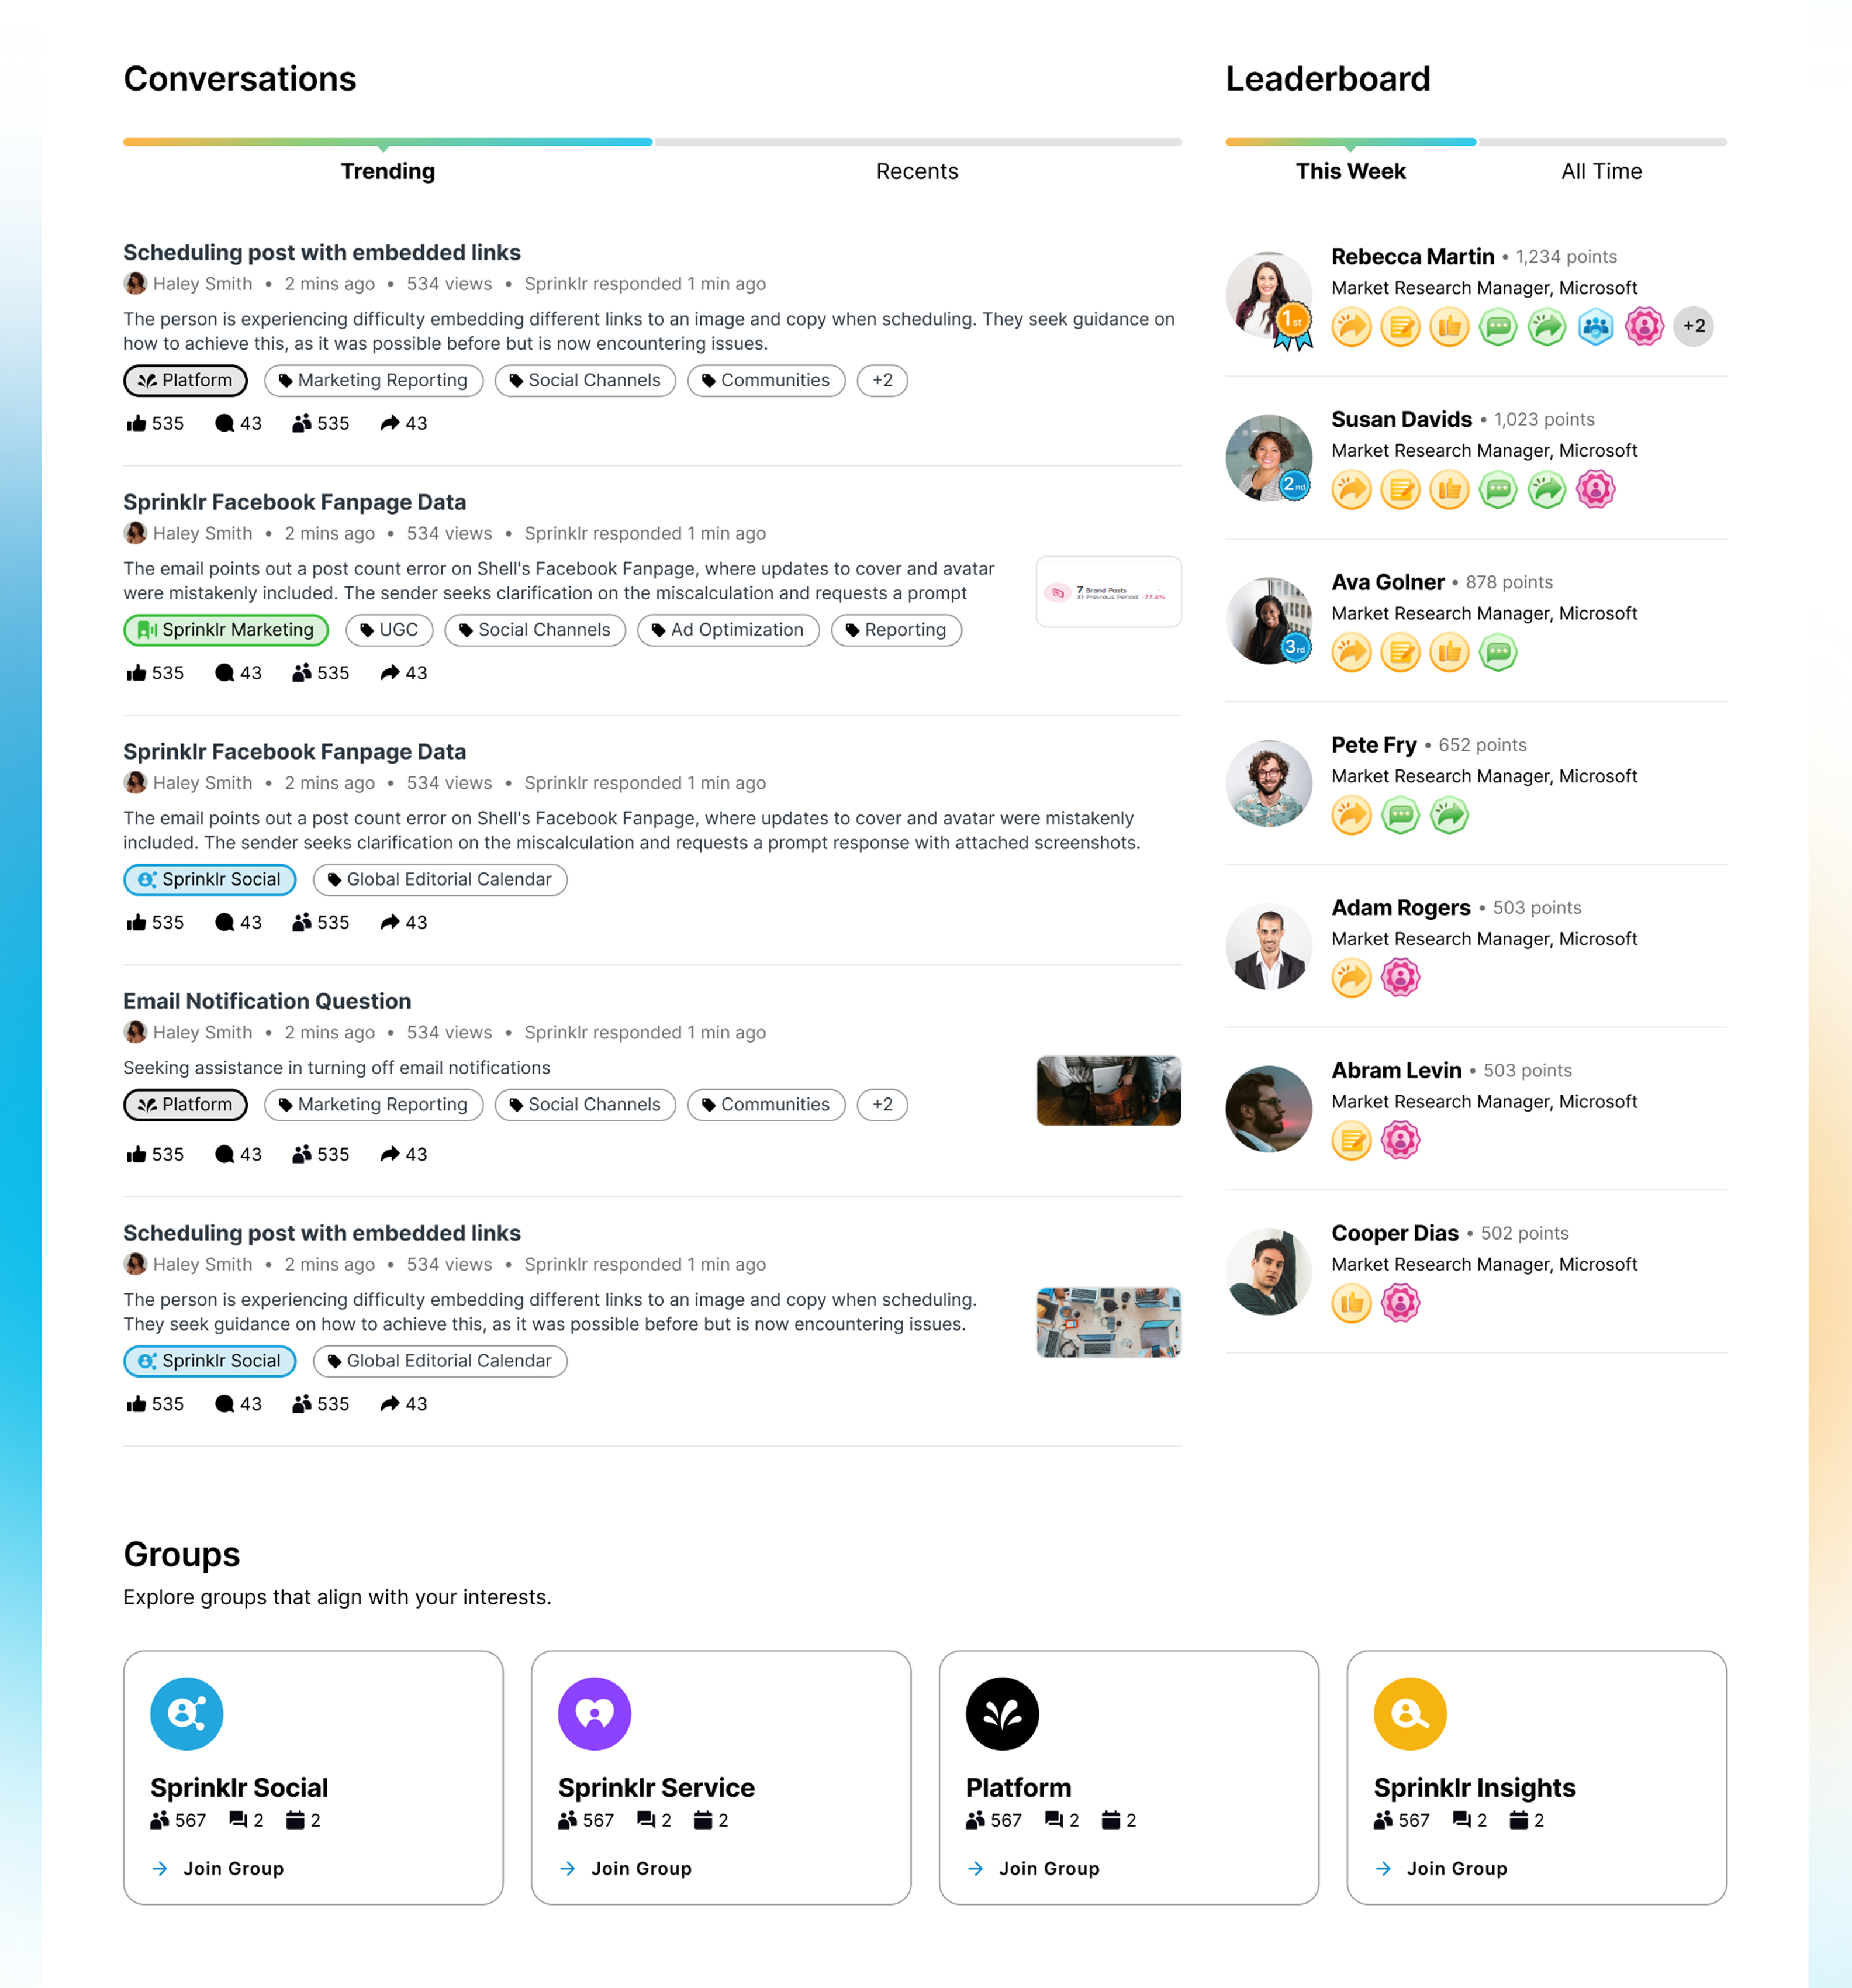 Conversations
Trending
Recents
Scheduling post with embedded links
Haley Smith • 2 mins ago • 534 views • Sprinklr responded 1 min ago
The person is experiencing difficulty embedding different links to an image and copy when scheduling. They seek guidance on
how to achieve this, as it was possible before but is now encountering issues.
Platform Marketing Reporting Social Channels Communities +2
535 43 535 43
Sprinklr Facebook Fanpage Data
Haley Smith • 2 mins ago • 534 views • Sprinklr responded 1 min ago
The email points out a post count error on Shell's Facebook Fanpage, where updates to cover and avatar
were mistakenly included. The sender seeks clarification on the miscalculation and requests a prompt
7 Brand Posts
31 Previous Period -77.4%
Sprinklr Marketing UGC Social Channels Ad Optimization Reporting
535 43 535 43
Sprinklr Facebook Fanpage Data
Haley Smith • 2 mins ago • 534 views • Sprinklr responded 1 min ago
The email points out a post count error on Shell's Facebook Fanpage, where updates to cover and avatar were mistakenly
included. The sender seeks clarification on the miscalculation and requests a prompt response with attached screenshots.
Sprinklr Social Global Editorial Calendar
535 43 535 43
Email Notification Question
Haley Smith • 2 mins ago • 534 views • Sprinklr responded 1 min ago
Seeking assistance in turning off email notifications
Platform Marketing Reporting Social Channels Communities +2
535 43 535 43
Scheduling post with embedded links
Haley Smith • 2 mins ago • 534 views • Sprinklr responded 1 min ago
The person is experiencing difficulty embedding different links to an image and copy when scheduling.
They seek guidance on how to achieve this, as it was possible before but is now encountering issues.
Sprinklr Social Global Editorial Calendar
535 43 535 43
Leaderboard
This Week
All Time
Rebecca Martin • 1,234 points
Market Research Manager, Microsoft
1st
+2
Susan Davids • 1,023 points
Market Research Manager, Microsoft
2nd
Ava Golner • 878 points
Market Research Manager, Microsoft
3rd
Pete Fry • 652 points
Market Research Manager, Microsoft
Adam Rogers • 503 points
Market Research Manager, Microsoft
Abram Levin • 503 points
Market Research Manager, Microsoft
Cooper Dias • 502 points
Market Research Manager, Microsoft
Groups
Explore groups that align with your interests.
Sprinklr Social
567 2 2
Join Group
Sprinklr Service
567 2 2
Join Group
Platform
567 2 2
Join Group
Sprinklr Insights
567 2 2
Join Group